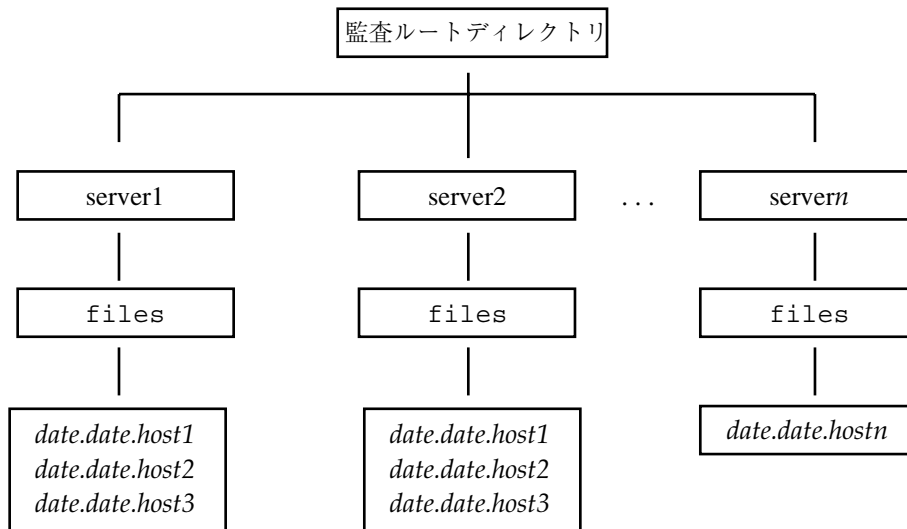 監査ルートディレクトリ
server1 server2 ... servern
files files files
date.date.host1 date.date.host1 date.date.hostn
date.date.host2 date.date.host2
date.date.host3 date.date.host3